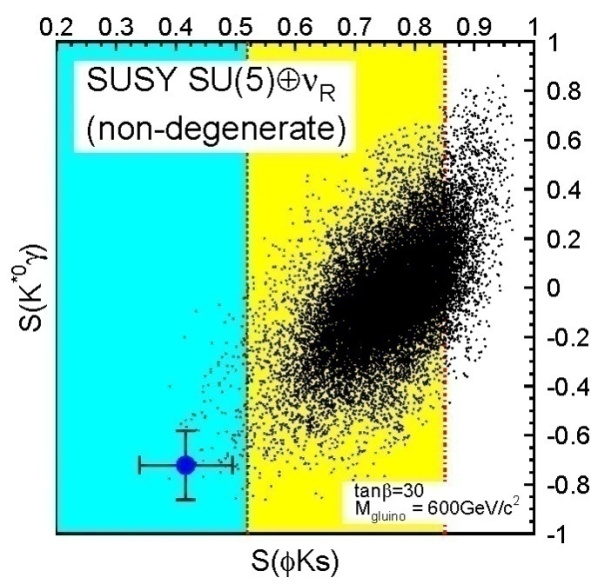 0.2 0.3 0.4 0.5 0.6 0.7 0.8 0.9 1
SUSY SU(5)⊕νR
(non-degenerate)
0.8
0.6
0.4
0.2
0
-0.2
-0.4
-0.6
-0.8
-1
S(K*0γ)
tanβ=30
Mgluino = 600GeV/c²
S(ϕKs)